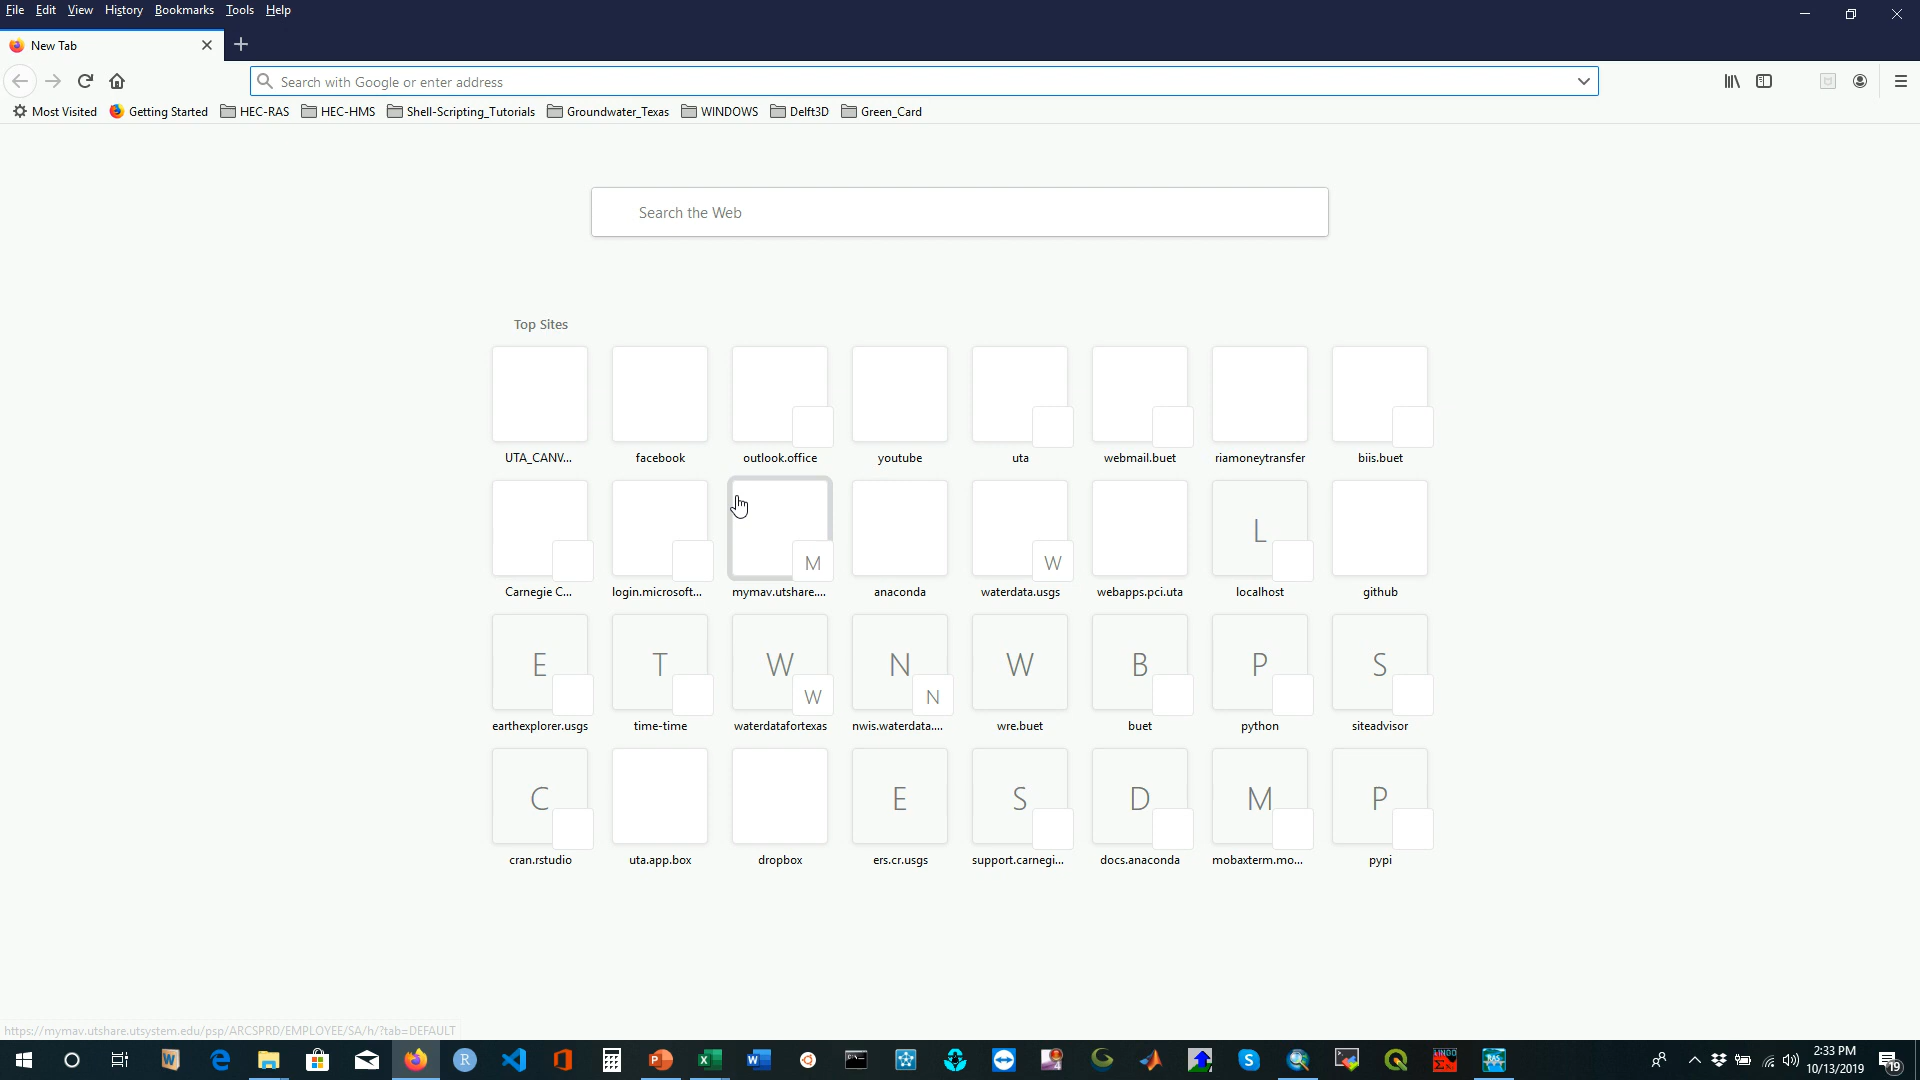 File Edit View History Bookmarks Tools Help
New Tab
Search with Google or enter address
Most Visited Getting Started HEC-RAS HEC-HMS Shell-Scripting_Tutorials Groundwater_Texas WINDOWS Delft3D Green_Card
Search the Web
Top Sites
UTA_CANV... facebook outlook.office youtube uta webmail.buet riamoneytransfer biis.buet
L
M W
Carnegie C... login.microsoft... mymav.utshare.... anaconda waterdata.usgs webapps.pci.uta localhost github
E T W N W B P S
W N
earthexplorer.usgs time-time waterdatafortexas nwis.waterdata.... wre.buet buet python siteadvisor
C E S D M P
cran.rstudio uta.app.box dropbox ers.cr.usgs support.carnegi... docs.anaconda mobaxterm.mo... pypi
https://mymav.utshare.utsystem.edu/psp/ARCSPRD/EMPLOYEE/SA/h/?tab=DEFAULT
2:33 PM
10/13/2019
19